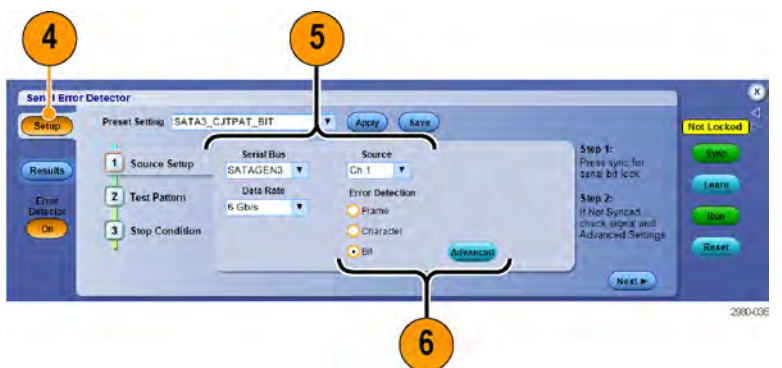 4
5
Serial Error Detector
X
Setup
Preset Setting SATA3_CJTPAT_BIT Apply Save
Not Locked
Results
Error
Detector
On
1 Source Setup
2 Test Pattern
3 Stop Condition
Serial Bus
SATAGEN3
Data Rate
6 Gb/s
Source
Ch 1
Error Detection
Frame
Character
Bit
Advanced
Step 1:
Press sync for
serial bit lock
Step 2:
If Not Synced,
check signal and
Advanced Settings
Next
Sync
Learn
Run
Reset
2980-035
6